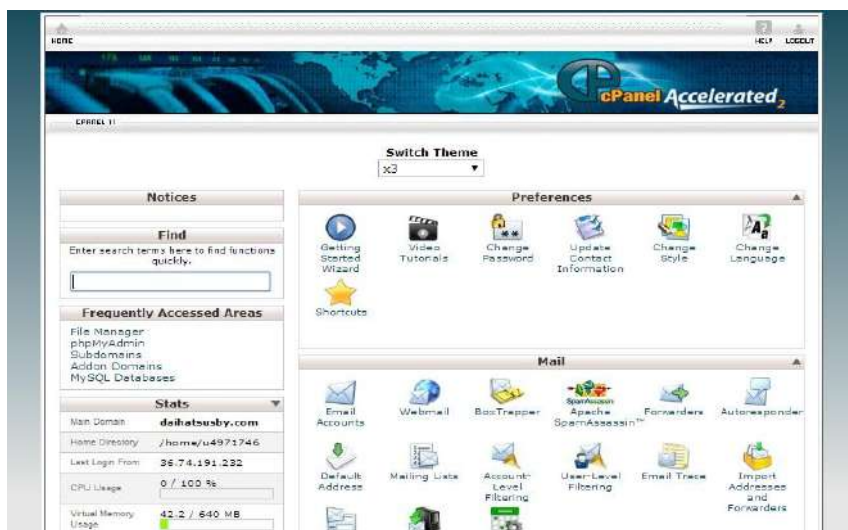 HOME
HELP LOGOUT
cPanel Accelerated2
CPANEL 11
Switch Theme
x3
Notices
Find
Enter search terms here to find functions
quickly.
Frequently Accessed Areas
File Manager
phpMyAdmin
Subdomains
Addon Domains
MySQL Databases
Stats
Main Domain daihatsusby.com
Home Directory /home/u4971746
Last Login From 36.74.191.232
CPU Usage 0 / 100 %
Virtual Memory
Usage
42.2 / 640 MB
Preferences
Getting
Started
Wizard
Video
Tutorials
Change
Password
Update
Contact
Information
Change
Style
Change
Language
Shortcuts
Mail
Email
Accounts
Webmail
BoxTrapper
SpamAssassin
Apache
SpamAssassin™
Forwarders
Autoresponder
Default
Address
Mailing Lists
Account-
Level
Filtering
User-Level
Filtering
Email Trace
Import
Addresses
and
Forwarders